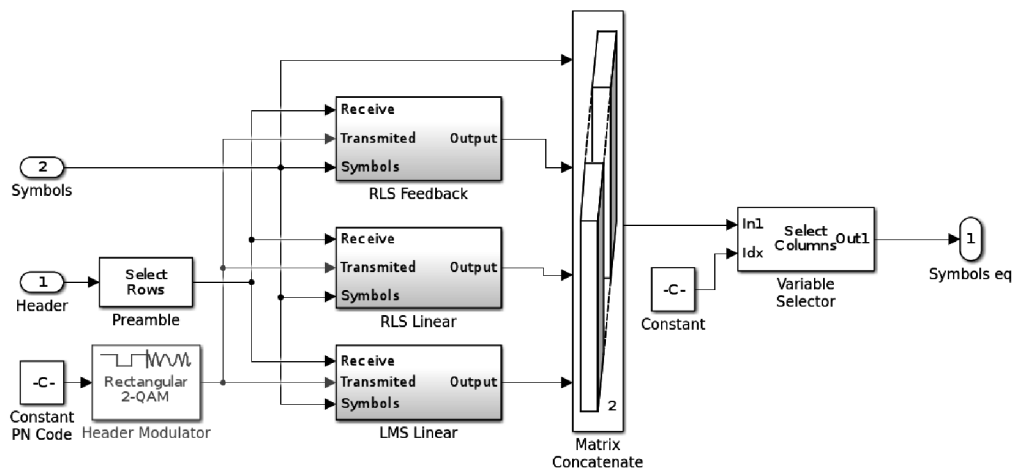 Receive
Transmited Output
Symbols
RLS Feedback
2
Symbols
Receive
Transmited Output
Symbols
RLS Linear
1
Header
Select
Rows
Preamble
-C-
Constant
PN Code
Rectangular
2-QAM
Header Modulator
Receive
Transmited Output
Symbols
LMS Linear
2
Matrix
Concatenate
-C-
Constant
In1
Idx
Select
Columns
Out1
Variable
Selector
1
Symbols eq